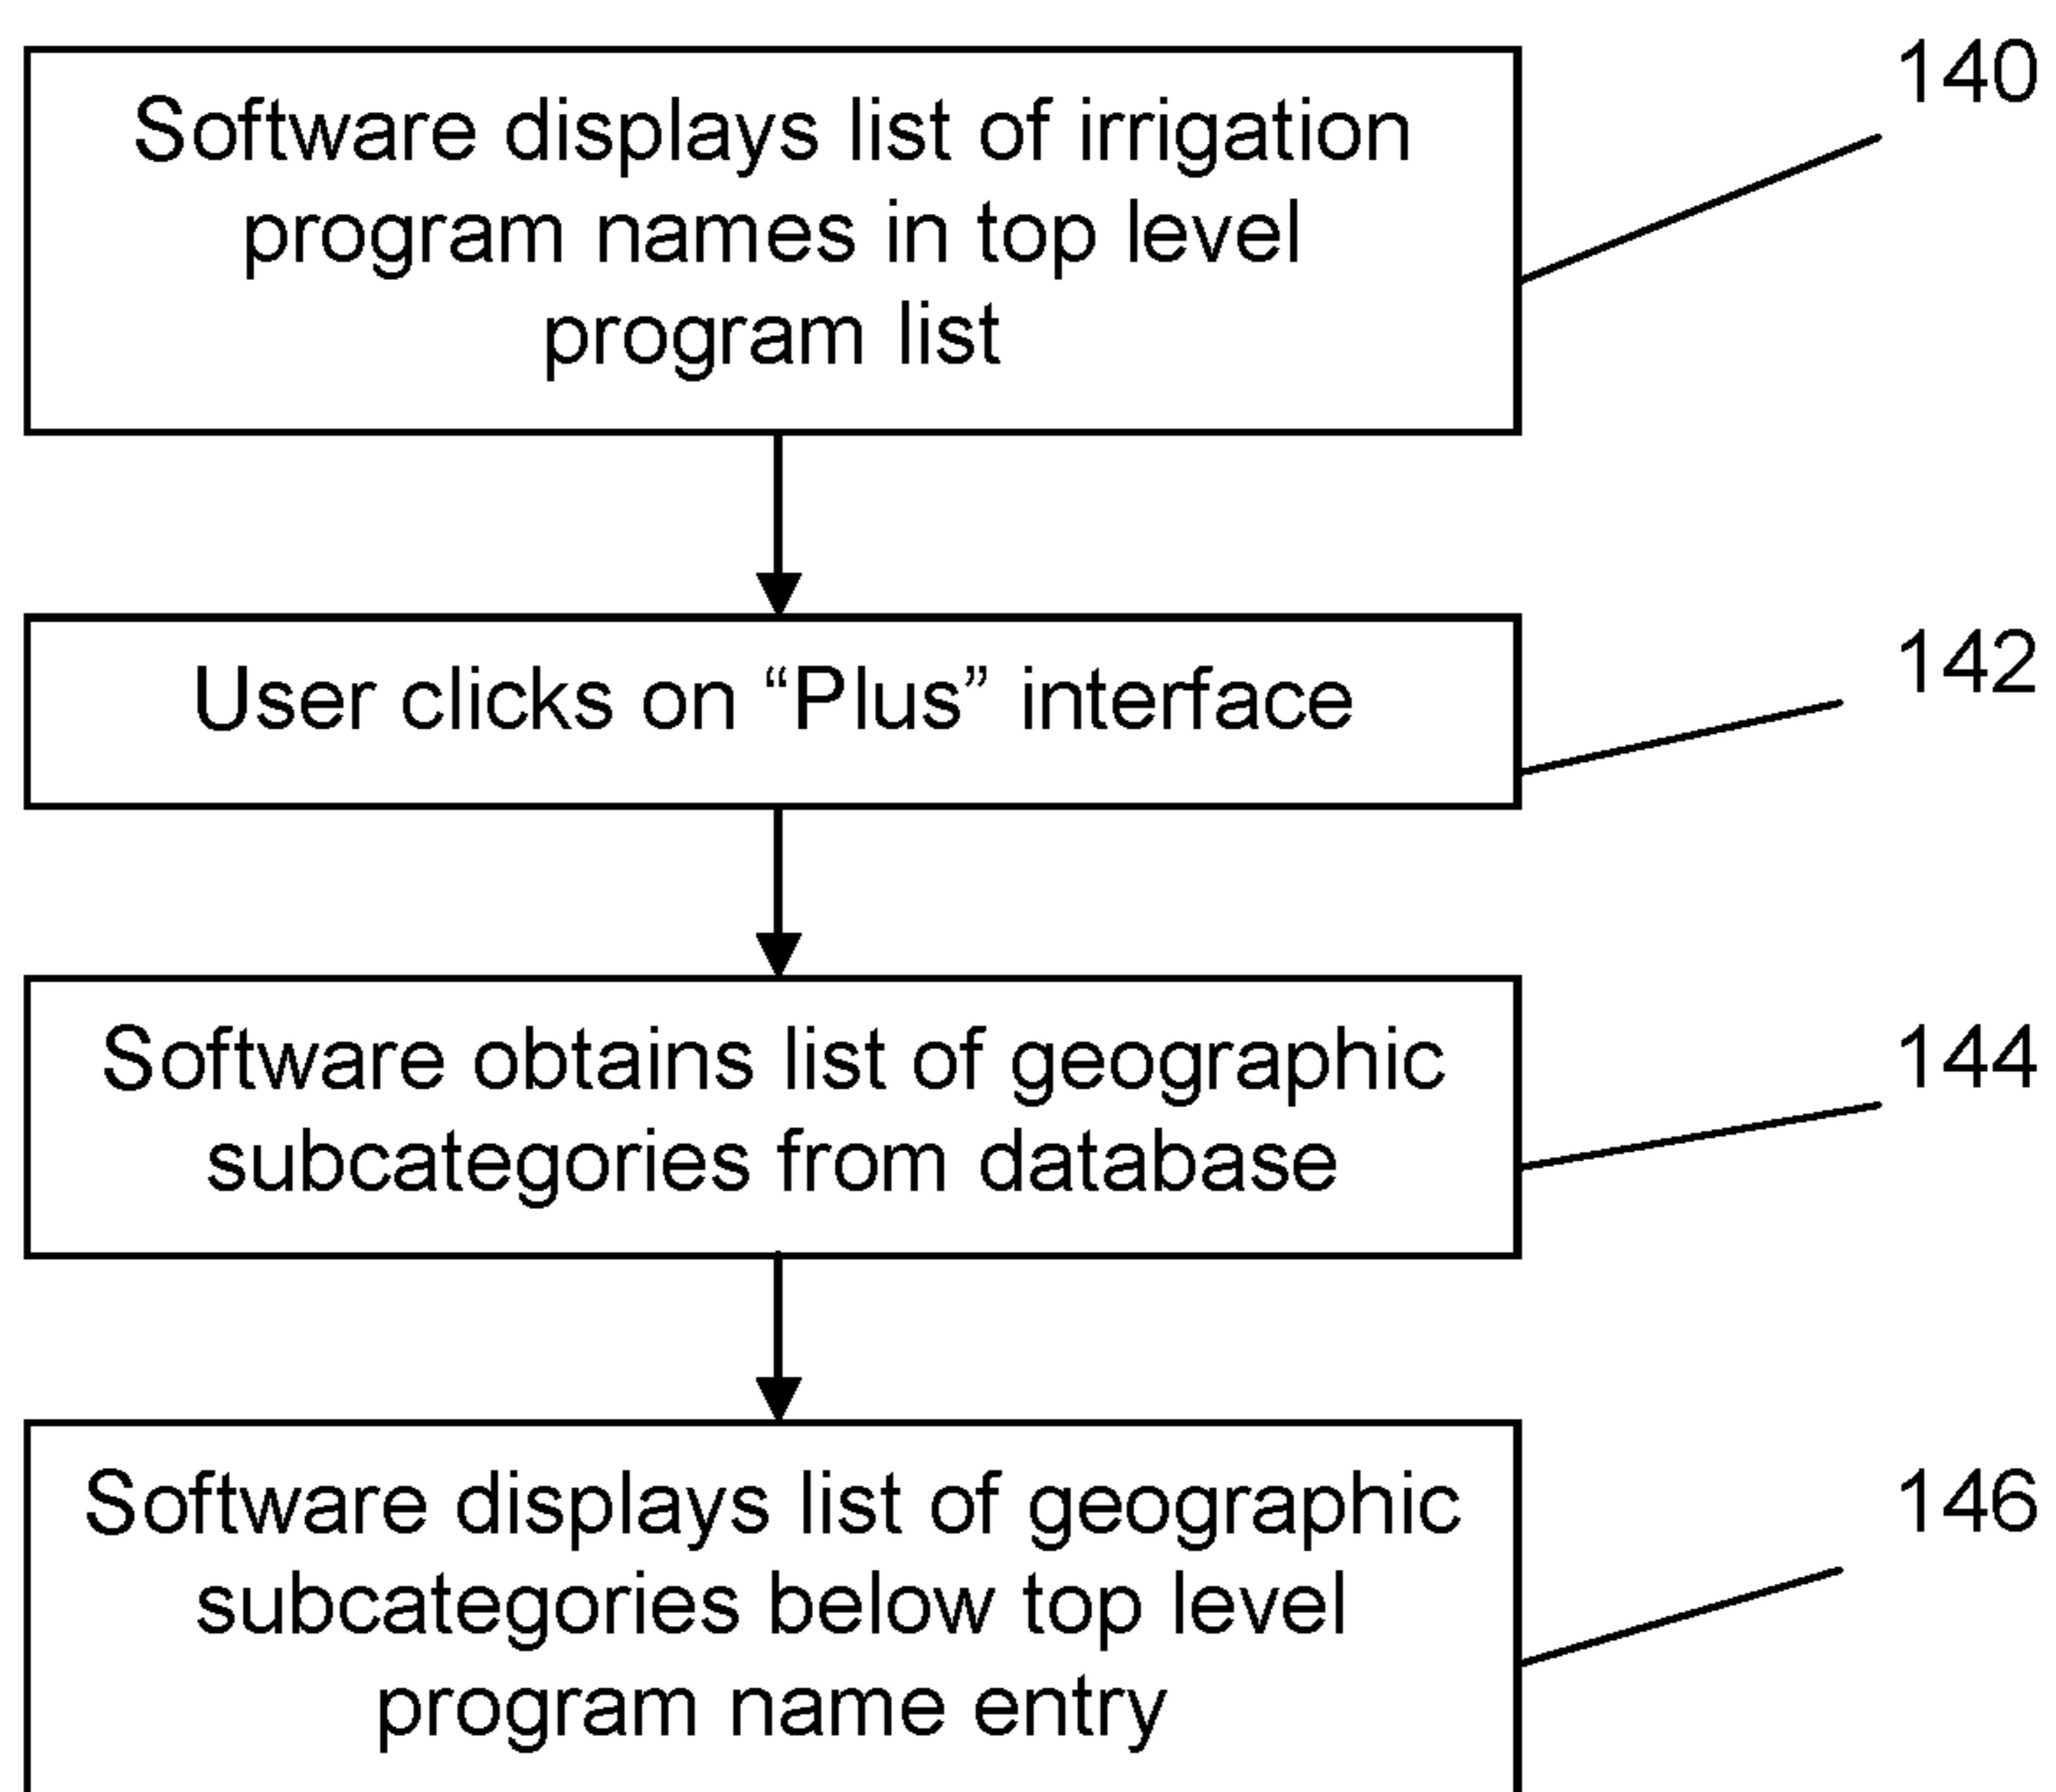 Software displays list of irrigation
program names in top level
program list
140
User clicks on “Plus” interface
142
Software obtains list of geographic
subcategories from database
144
Software displays list of geographic
subcategories below top level
program name entry
146